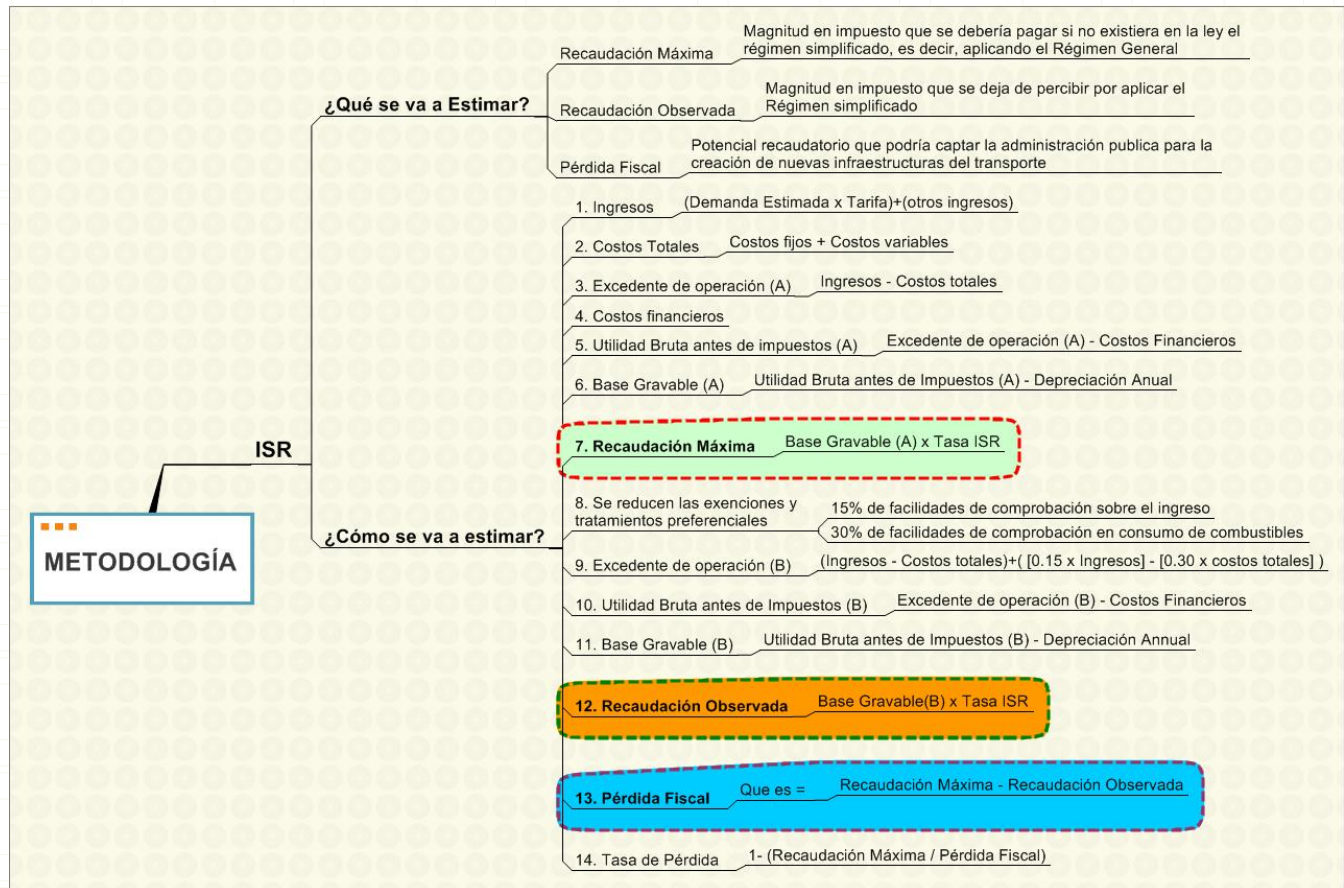 METODOLOGÍA
ISR
¿Qué se va a Estimar?
Recaudación Máxima
Magnitud en impuesto que se debería pagar si no existiera en la ley el
régimen simplificado, es decir, aplicando el Régimen General
Recaudación Observada
Magnitud en impuesto que se deja de percibir por aplicar el
Régimen simplificado
Pérdida Fiscal
Potencial recaudatorio que podría captar la administración publica para la
creación de nuevas infraestructuras del transporte
¿Cómo se va a estimar?
1. Ingresos
(Demanda Estimada x Tarifa)+(otros ingresos)
2. Costos Totales
Costos fijos + Costos variables
3. Excedente de operación (A)
Ingresos - Costos totales
4. Costos financieros
5. Utilidad Bruta antes de impuestos (A)
Excedente de operación (A) - Costos Financieros
6. Base Gravable (A)
Utilidad Bruta antes de Impuestos (A) - Depreciación Anual
7. Recaudación Máxima
Base Gravable (A) x Tasa ISR
8. Se reducen las exenciones y
tratamientos preferenciales
15% de facilidades de comprobación sobre el ingreso
30% de facilidades de comprobación en consumo de combustibles
9. Excedente de operación (B)
(Ingresos - Costos totales)+( [0.15 x Ingresos] - [0.30 x costos totales] )
10. Utilidad Bruta antes de Impuestos (B)
Excedente de operación (B) - Costos Financieros
11. Base Gravable (B)
Utilidad Bruta antes de Impuestos (B) - Depreciación Annual
12. Recaudación Observada
Base Gravable(B) x Tasa ISR
13. Pérdida Fiscal
Que es =
Recaudación Máxima - Recaudación Observada
14. Tasa de Pérdida
1- (Recaudación Máxima / Pérdida Fiscal)